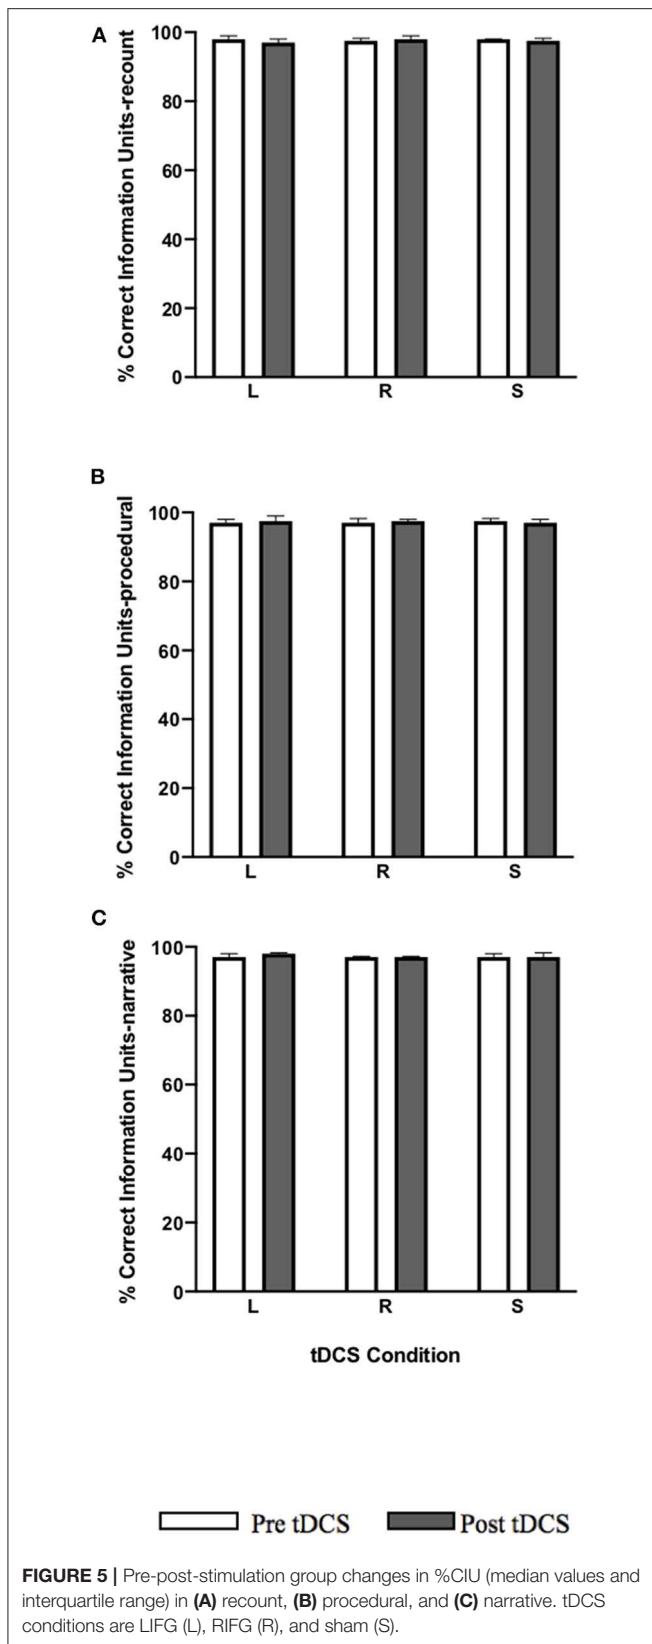 A
% Correct Information Units-recount
100
80
60
40
20
0
L R S
B
% Correct Information Units-procedural
100
80
60
40
20
0
L R S
C
% Correct Information Units-narrative
100
80
60
40
20
0
L R S
tDCS Condition
Pre tDCS Post tDCS
FIGURE 5 | Pre-post-stimulation group changes in %CIU (median values and
interquartile range) in (A) recount, (B) procedural, and (C) narrative. tDCS
conditions are LIFG (L), RIFG (R), and sham (S).